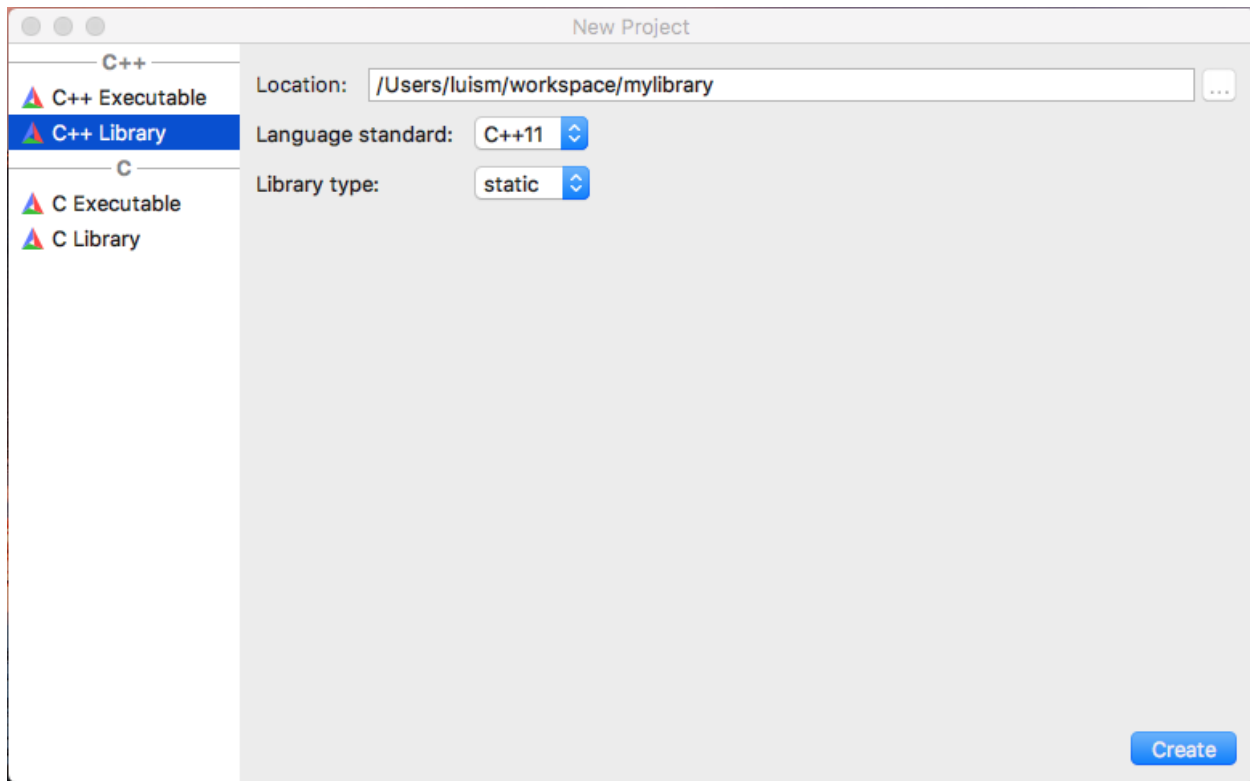 New Project
C++
C++ Executable
C++ Library
C
C Executable
C Library
Location: /Users/luism/workspace/mylibrary ...
Language standard: C++11
Library type: static
Create